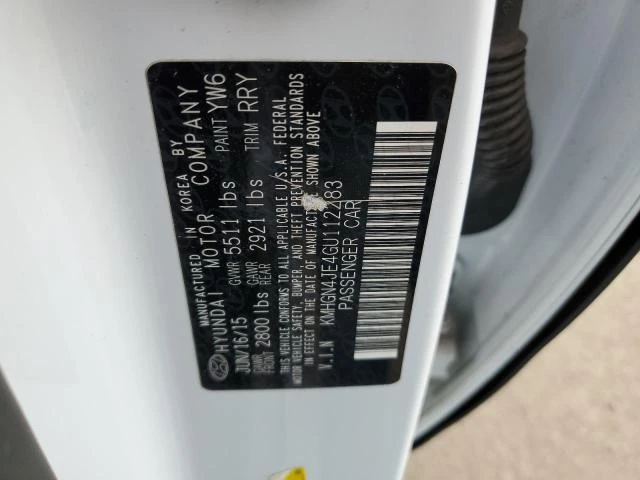 MANUFACTURED IN KOREA BY
HYUNDAI MOTOR COMPANY
JUN/16/15 GVWR 5511 lbs PAINT YW6
GAWR FRONT 2800 lbs GAWR REAR 2921 lbs TRIM RRY
THIS VEHICLE CONFORMS TO ALL APPLICABLE U.S.A. FEDERAL
MOTOR VEHICLE SAFETY, BUMPER, AND THEFT PREVENTION STANDARDS
IN EFFECT ON THE DATE OF MANUFACTURE SHOWN ABOVE
V.I.N KMHGN4JE4GU112283
PASSENGER CAR